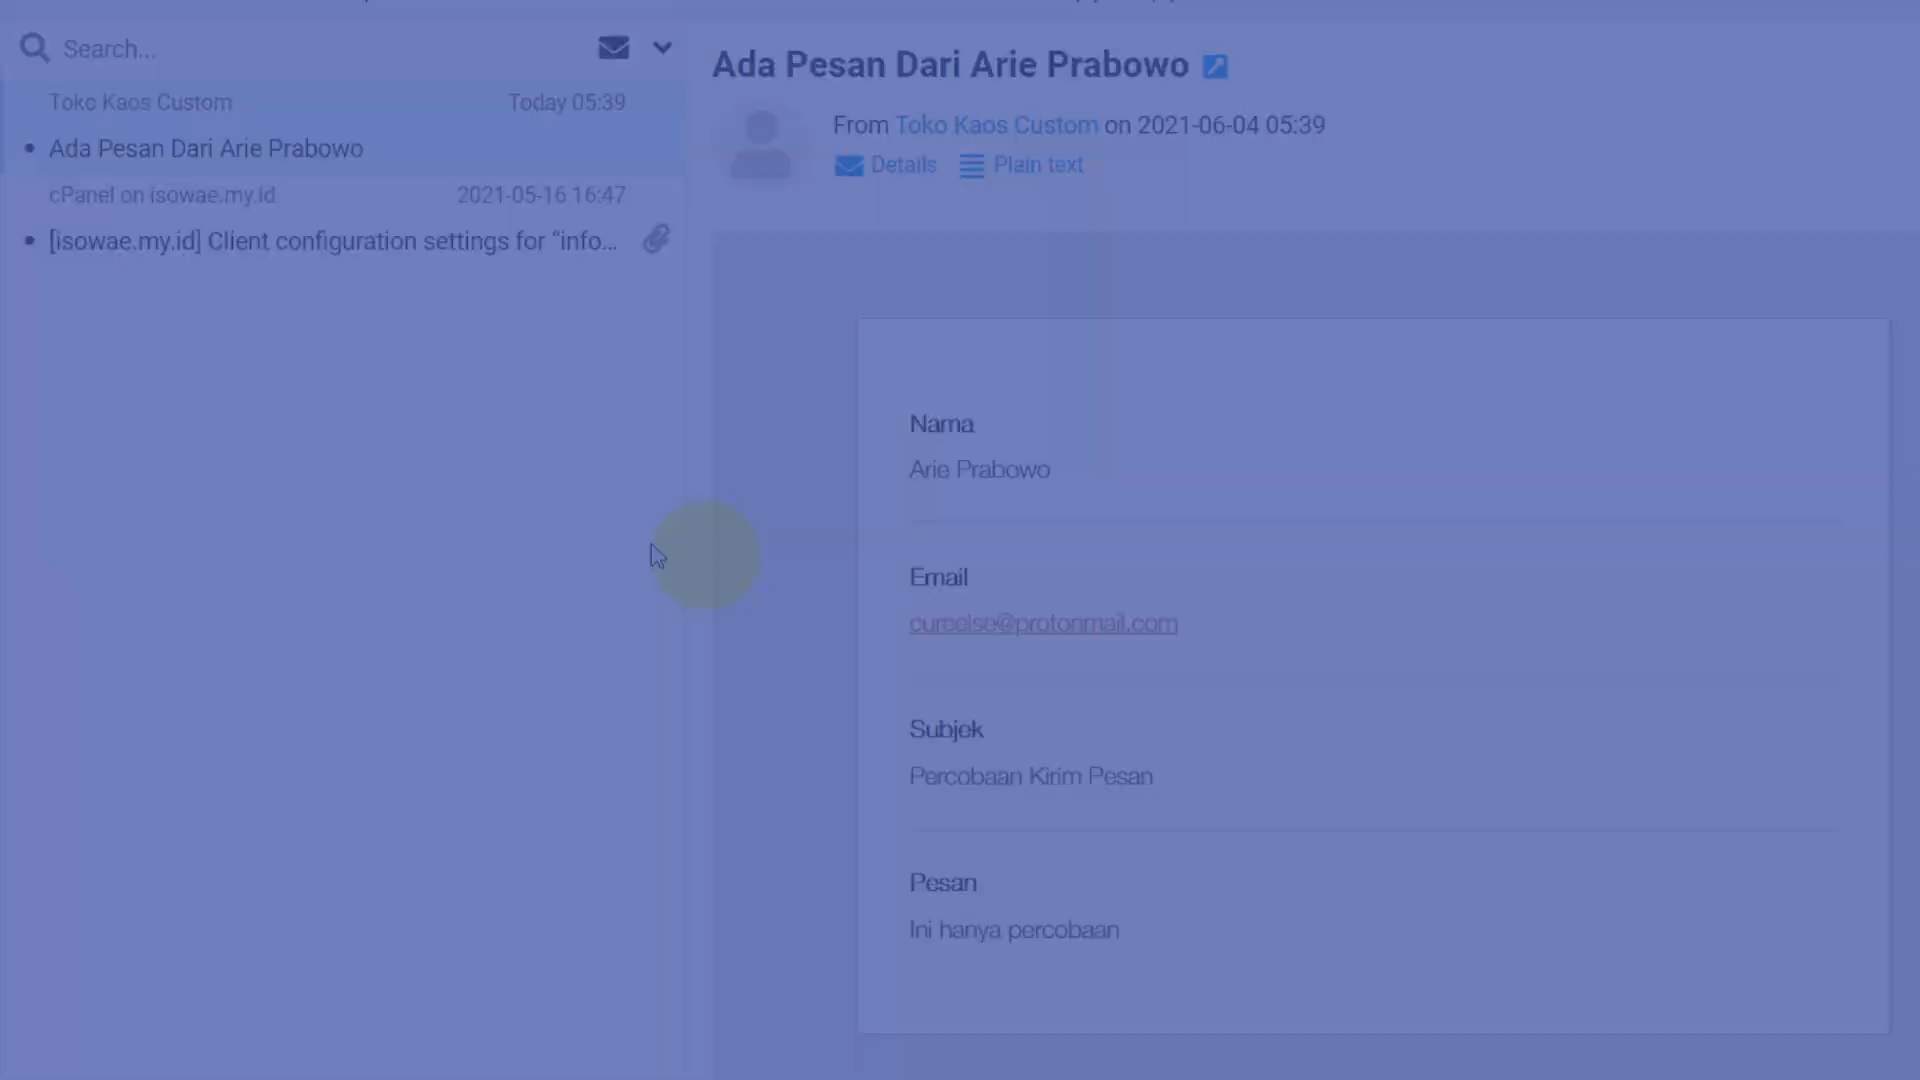 Search...
Toko Kaos Custom Today 05:39
Ada Pesan Dari Arie Prabowo
cPanel on isowae.my.id 2021-05-16 16:47
[isowae.my.id] Client configuration settings for “info...
Ada Pesan Dari Arie Prabowo
From Toko Kaos Custom on 2021-06-04 05:39
Details Plain text
Nama
Arie Prabowo
Email
Subjek
Percobaan Kirim Pesan
Pesan
Ini hanya percobaan